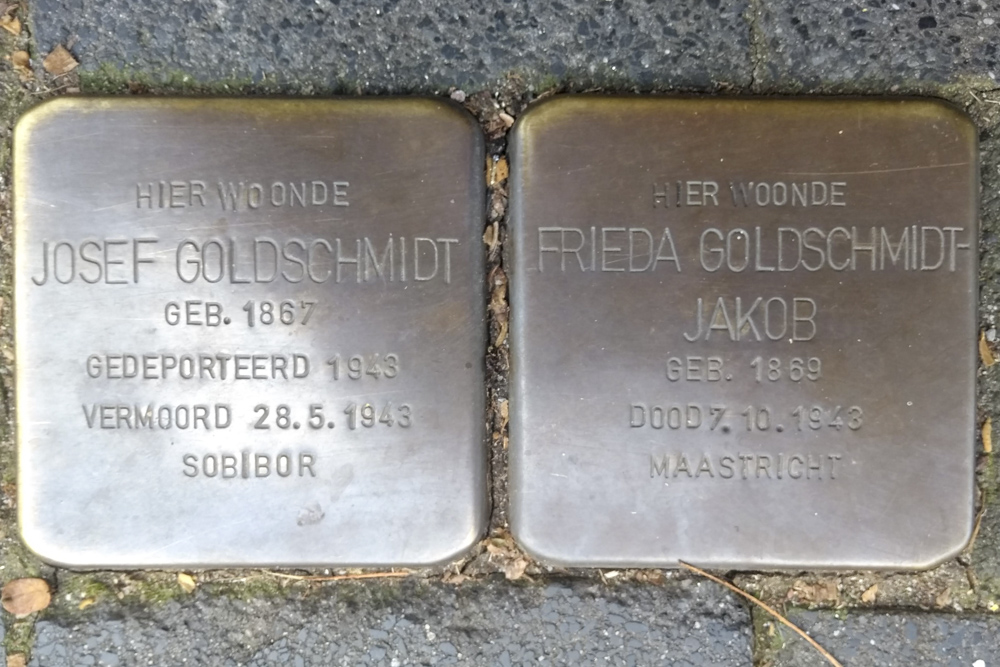 HIER WOONDE
JOSEF GOLDSCHMIDT
GEB. 1867
GEDEPORTEERD 1943
VERMOORD 28.5.1943
SOBIBOR
HIER WOONDE
FRIEDA GOLDSCHMIDT-
JAKOB
GEB. 1869
DOOD 7.10.1943
MAASTRICHT